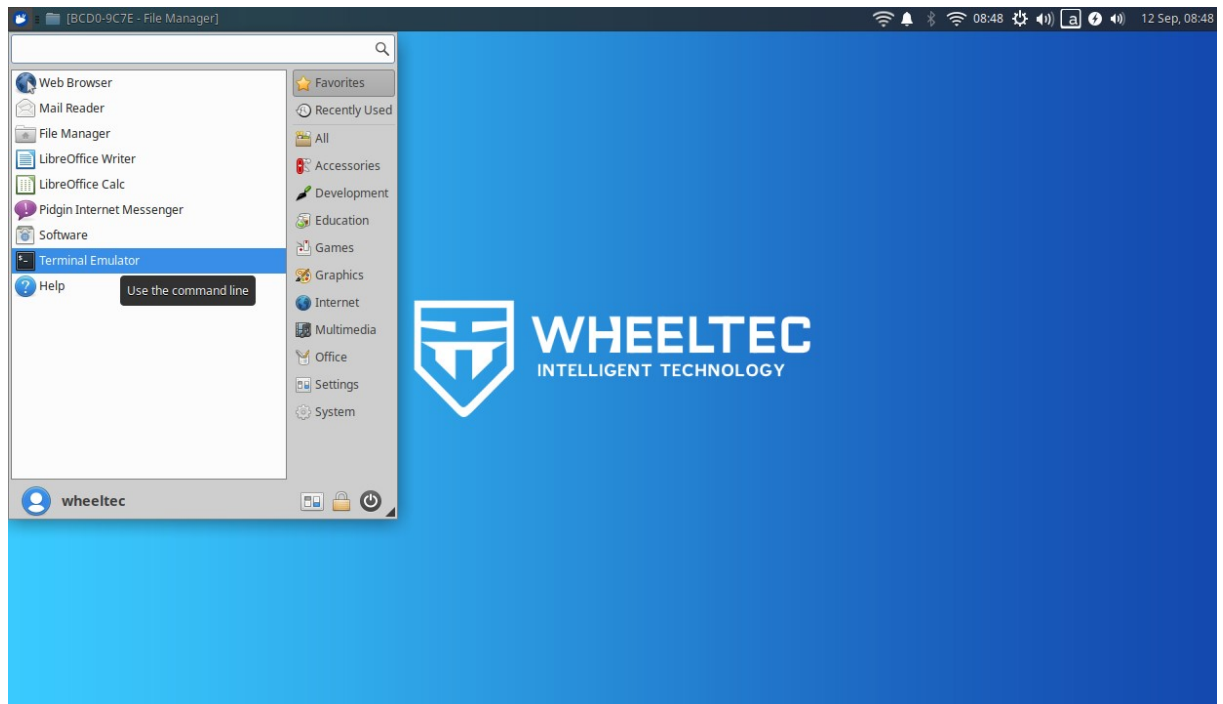 [BCD0-9C7E - File Manager]
08:48
a
12 Sep, 08:48
Web Browser
Mail Reader
File Manager
LibreOffice Writer
LibreOffice Calc
Pidgin Internet Messenger
Software
Terminal Emulator
Help
Use the command line
Favorites
Recently Used
All
Accessories
Development
Education
Games
Graphics
Internet
Multimedia
Office
Settings
System
wheeltec
WHEELTEC
INTELLIGENT TECHNOLOGY